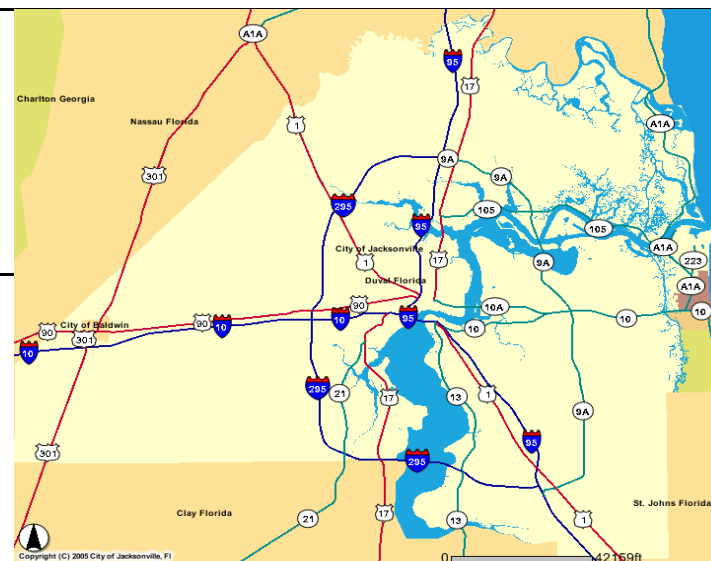 A1A
95
17
Charlton Georgia
Nassau Florida
1
A1A
301
9A
9A
295
105
95
105
City of Jacksonville
A1A
1
17
223
9A
Duval Florida
A1A
90
10A
10
90
10
95
10
City of Baldwin
90
10
10
301
10
295
21
17
13
1
9A
95
301
295
St. Johns Florida
Clay Florida
17
21
13
1
Copyright (C) 2005 City of Jacksonville, Fl
0
42159ft